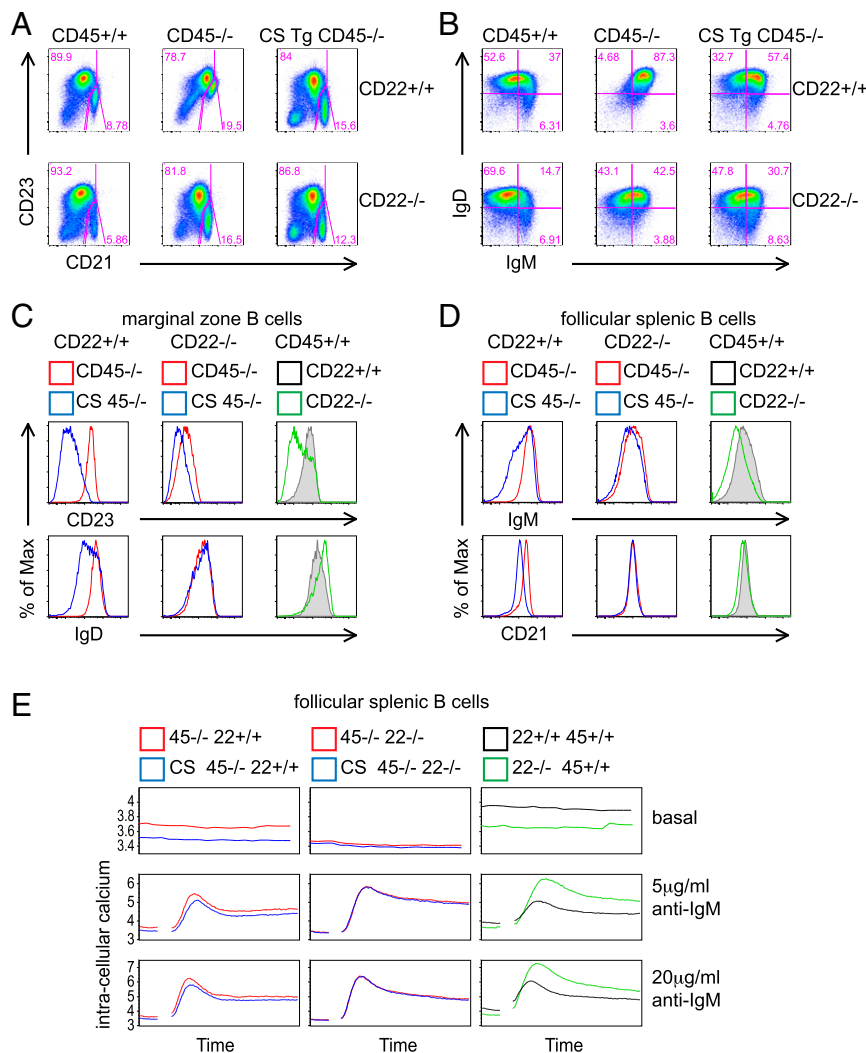 A
CD45+/+ CD45-/- CS Tg CD45-/-
89.9 78.7 84
CD22+/+
8.78 19.5 15.6
93.2 81.8 86.8
CD22-/-
5.86 16.5 12.3
CD23
CD21
B
CD45+/+ CD45-/- CS Tg CD45-/-
52.6 37 4.68 87.3 32.7 57.4
CD22+/+
6.31 3.6 4.76
69.6 14.7 43.1 42.5 47.8 30.7
CD22-/-
6.91 3.88 8.63
IgD
IgM
C
marginal zone B cells
CD22+/+ CD22-/- CD45+/+
CD45-/- CD45-/- CD22+/+
CS 45-/- CS 45-/- CD22-/-
CD23
% of Max
IgD
D
follicular splenic B cells
CD22+/+ CD22-/- CD45+/+
CD45-/- CD45-/- CD22+/+
CS 45-/- CS 45-/- CD22-/-
IgM
% of Max
CD21
E
follicular splenic B cells
45-/- 22+/+ 45-/- 22-/- 22+/+ 45+/+
CS 45-/- 22+/+ CS 45-/- 22-/- 22-/- 45+/+
4
3.8
3.6
3.4
basal
6
5
4
3
5µg/ml
anti-IgM
7
6
5
4
3
20µg/ml
anti-IgM
intra-cellular calcium
Time Time Time